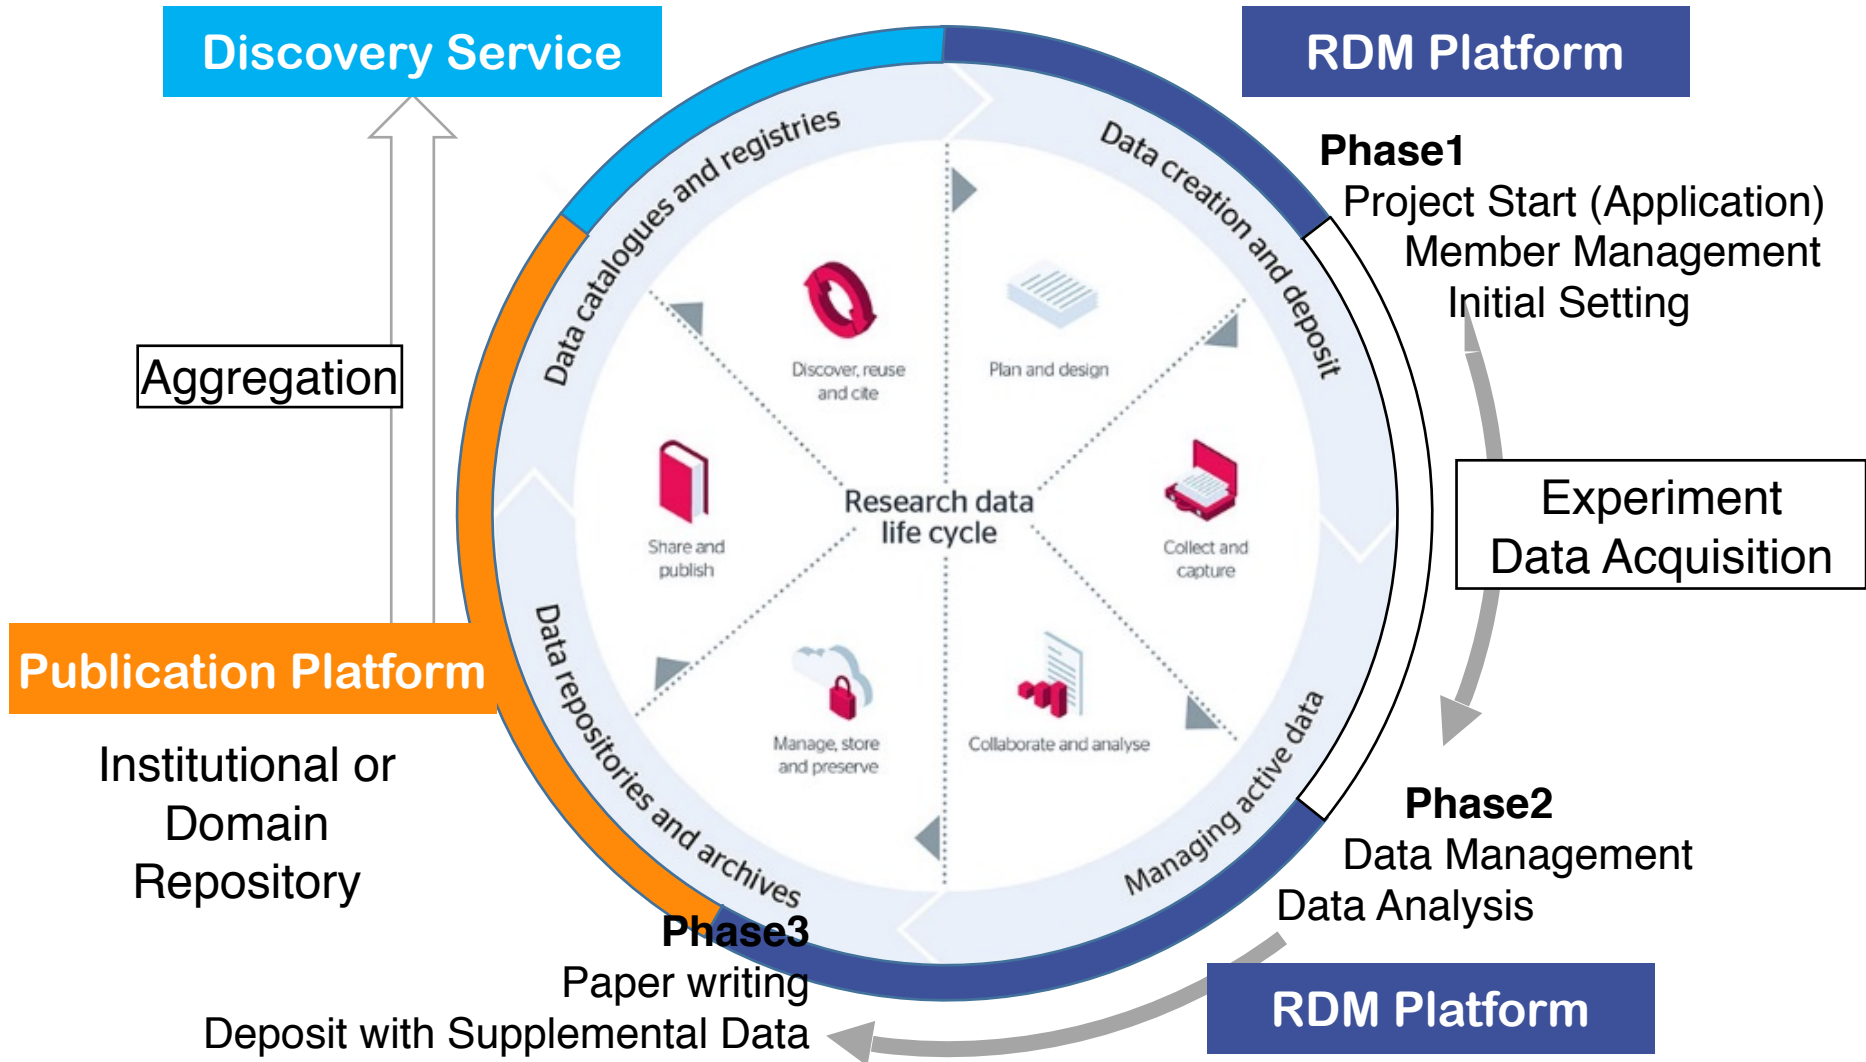 Discovery Service
RDM Platform
Data catalogues and registries
Data creation and deposit
Phase1
Project Start (Application)
Member Management
Initial Setting
Aggregation
Discover, reuse
and cite
Plan and design
Research data
life cycle
Share and
publish
Collect and
capture
Experiment
Data Acquisition
Publication Platform
Institutional or
Domain
Repository
Data repositories and archives
Manage, store
and preserve
Collaborate and analyse
Managing active data
Phase2
Data Management
Data Analysis
Phase3
Paper writing
Deposit with Supplemental Data
RDM Platform